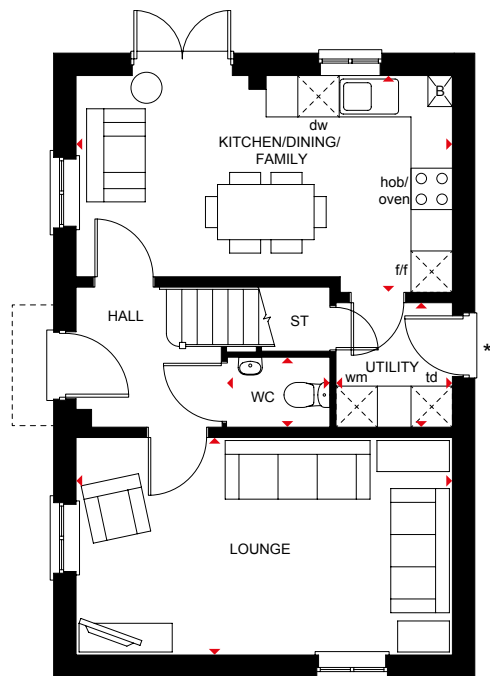 B
dw
KITCHEN/DINING/
FAMILY
hob/
oven
f/f
HALL
ST
*
UTILITY
wm
td
WC
LOUNGE